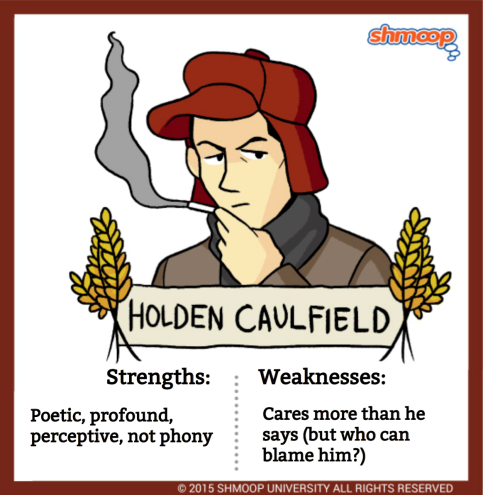 shmoop
HOLDEN CAULFIELD
Strengths:
Weaknesses:
Poetic, profound,
perceptive, not phony
Cares more than he
says (but who can
blame him?)
© 2015 SHMOOP UNIVERSITY ALL RIGHTS RESERVED